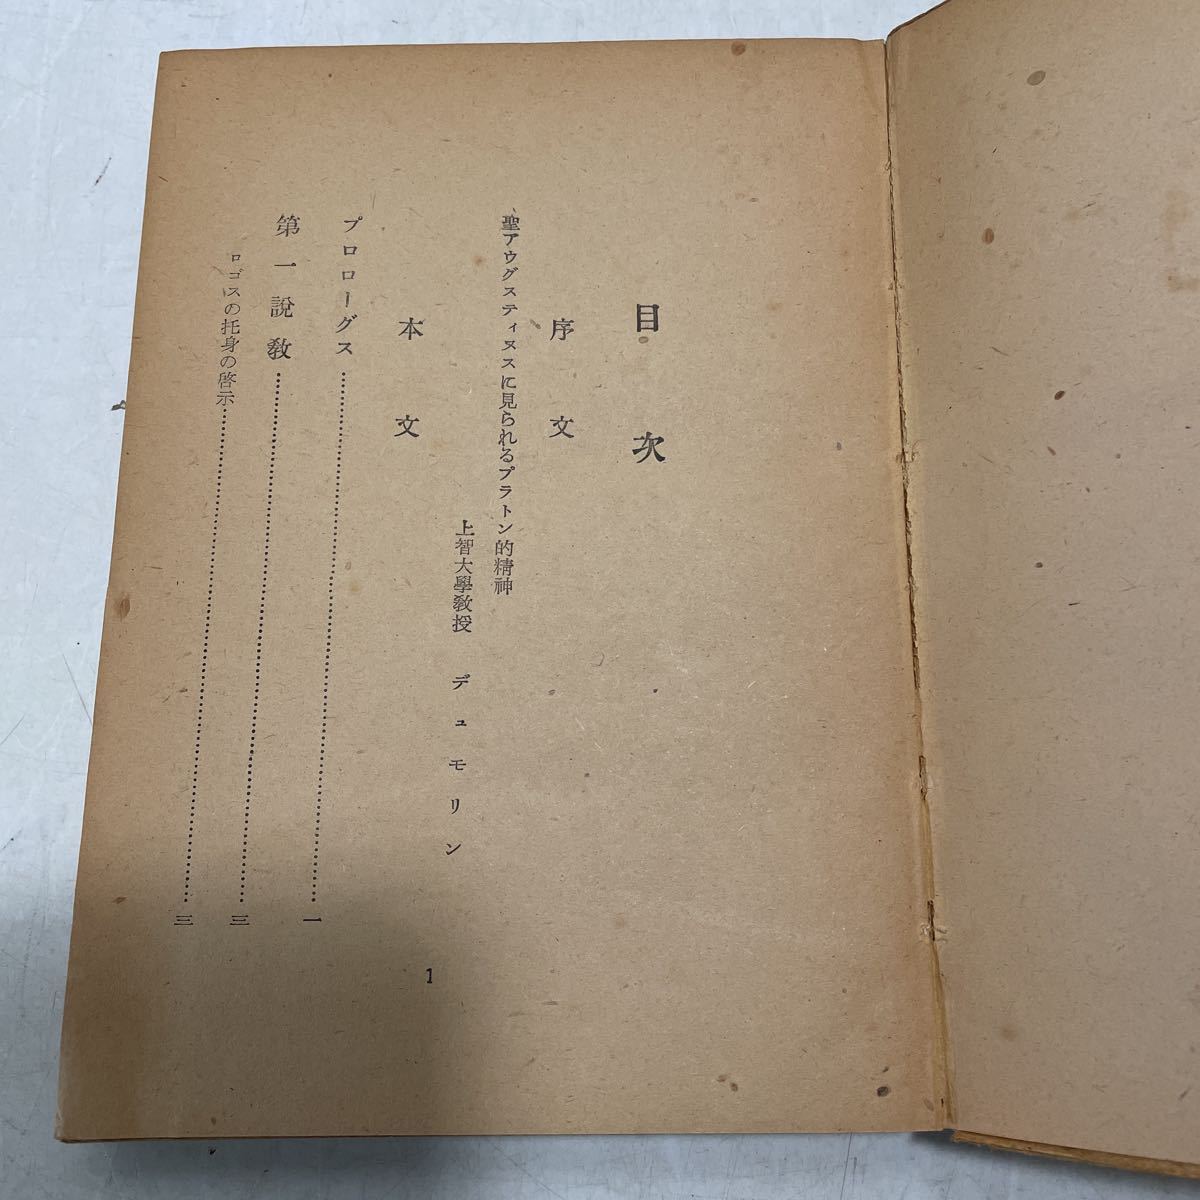 目次
序文
聖アウグスティヌスに見られるプラトン的精神
上智大學敎授 デュモリン
本文
プロローグス……一
第一說敎……三
ロゴスの托身の啓示……三
1